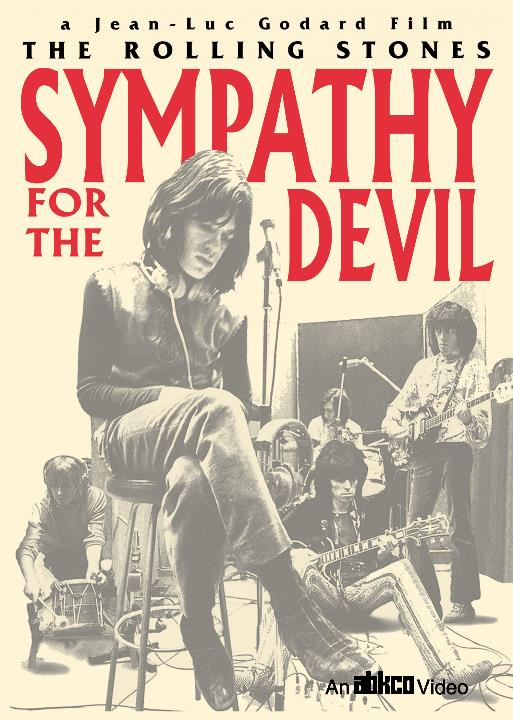 a Jean-Luc Godard Film
THE ROLLING STONES
SYMPATHY
FOR THE DEVIL
An abkco Video